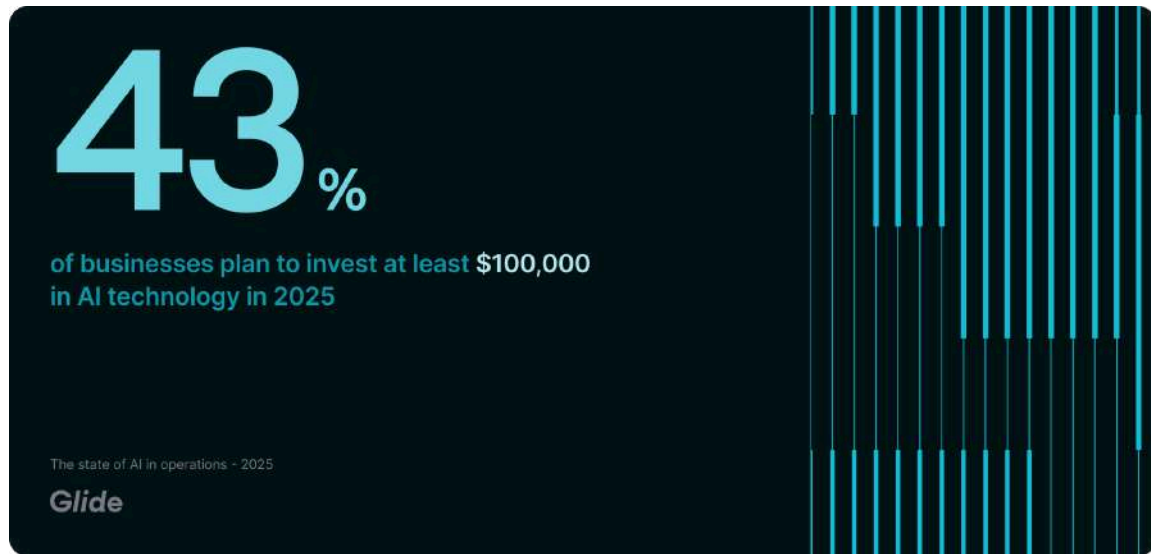 43%
of businesses plan to invest at least $100,000
in AI technology in 2025
The state of AI in operations - 2025
Glide